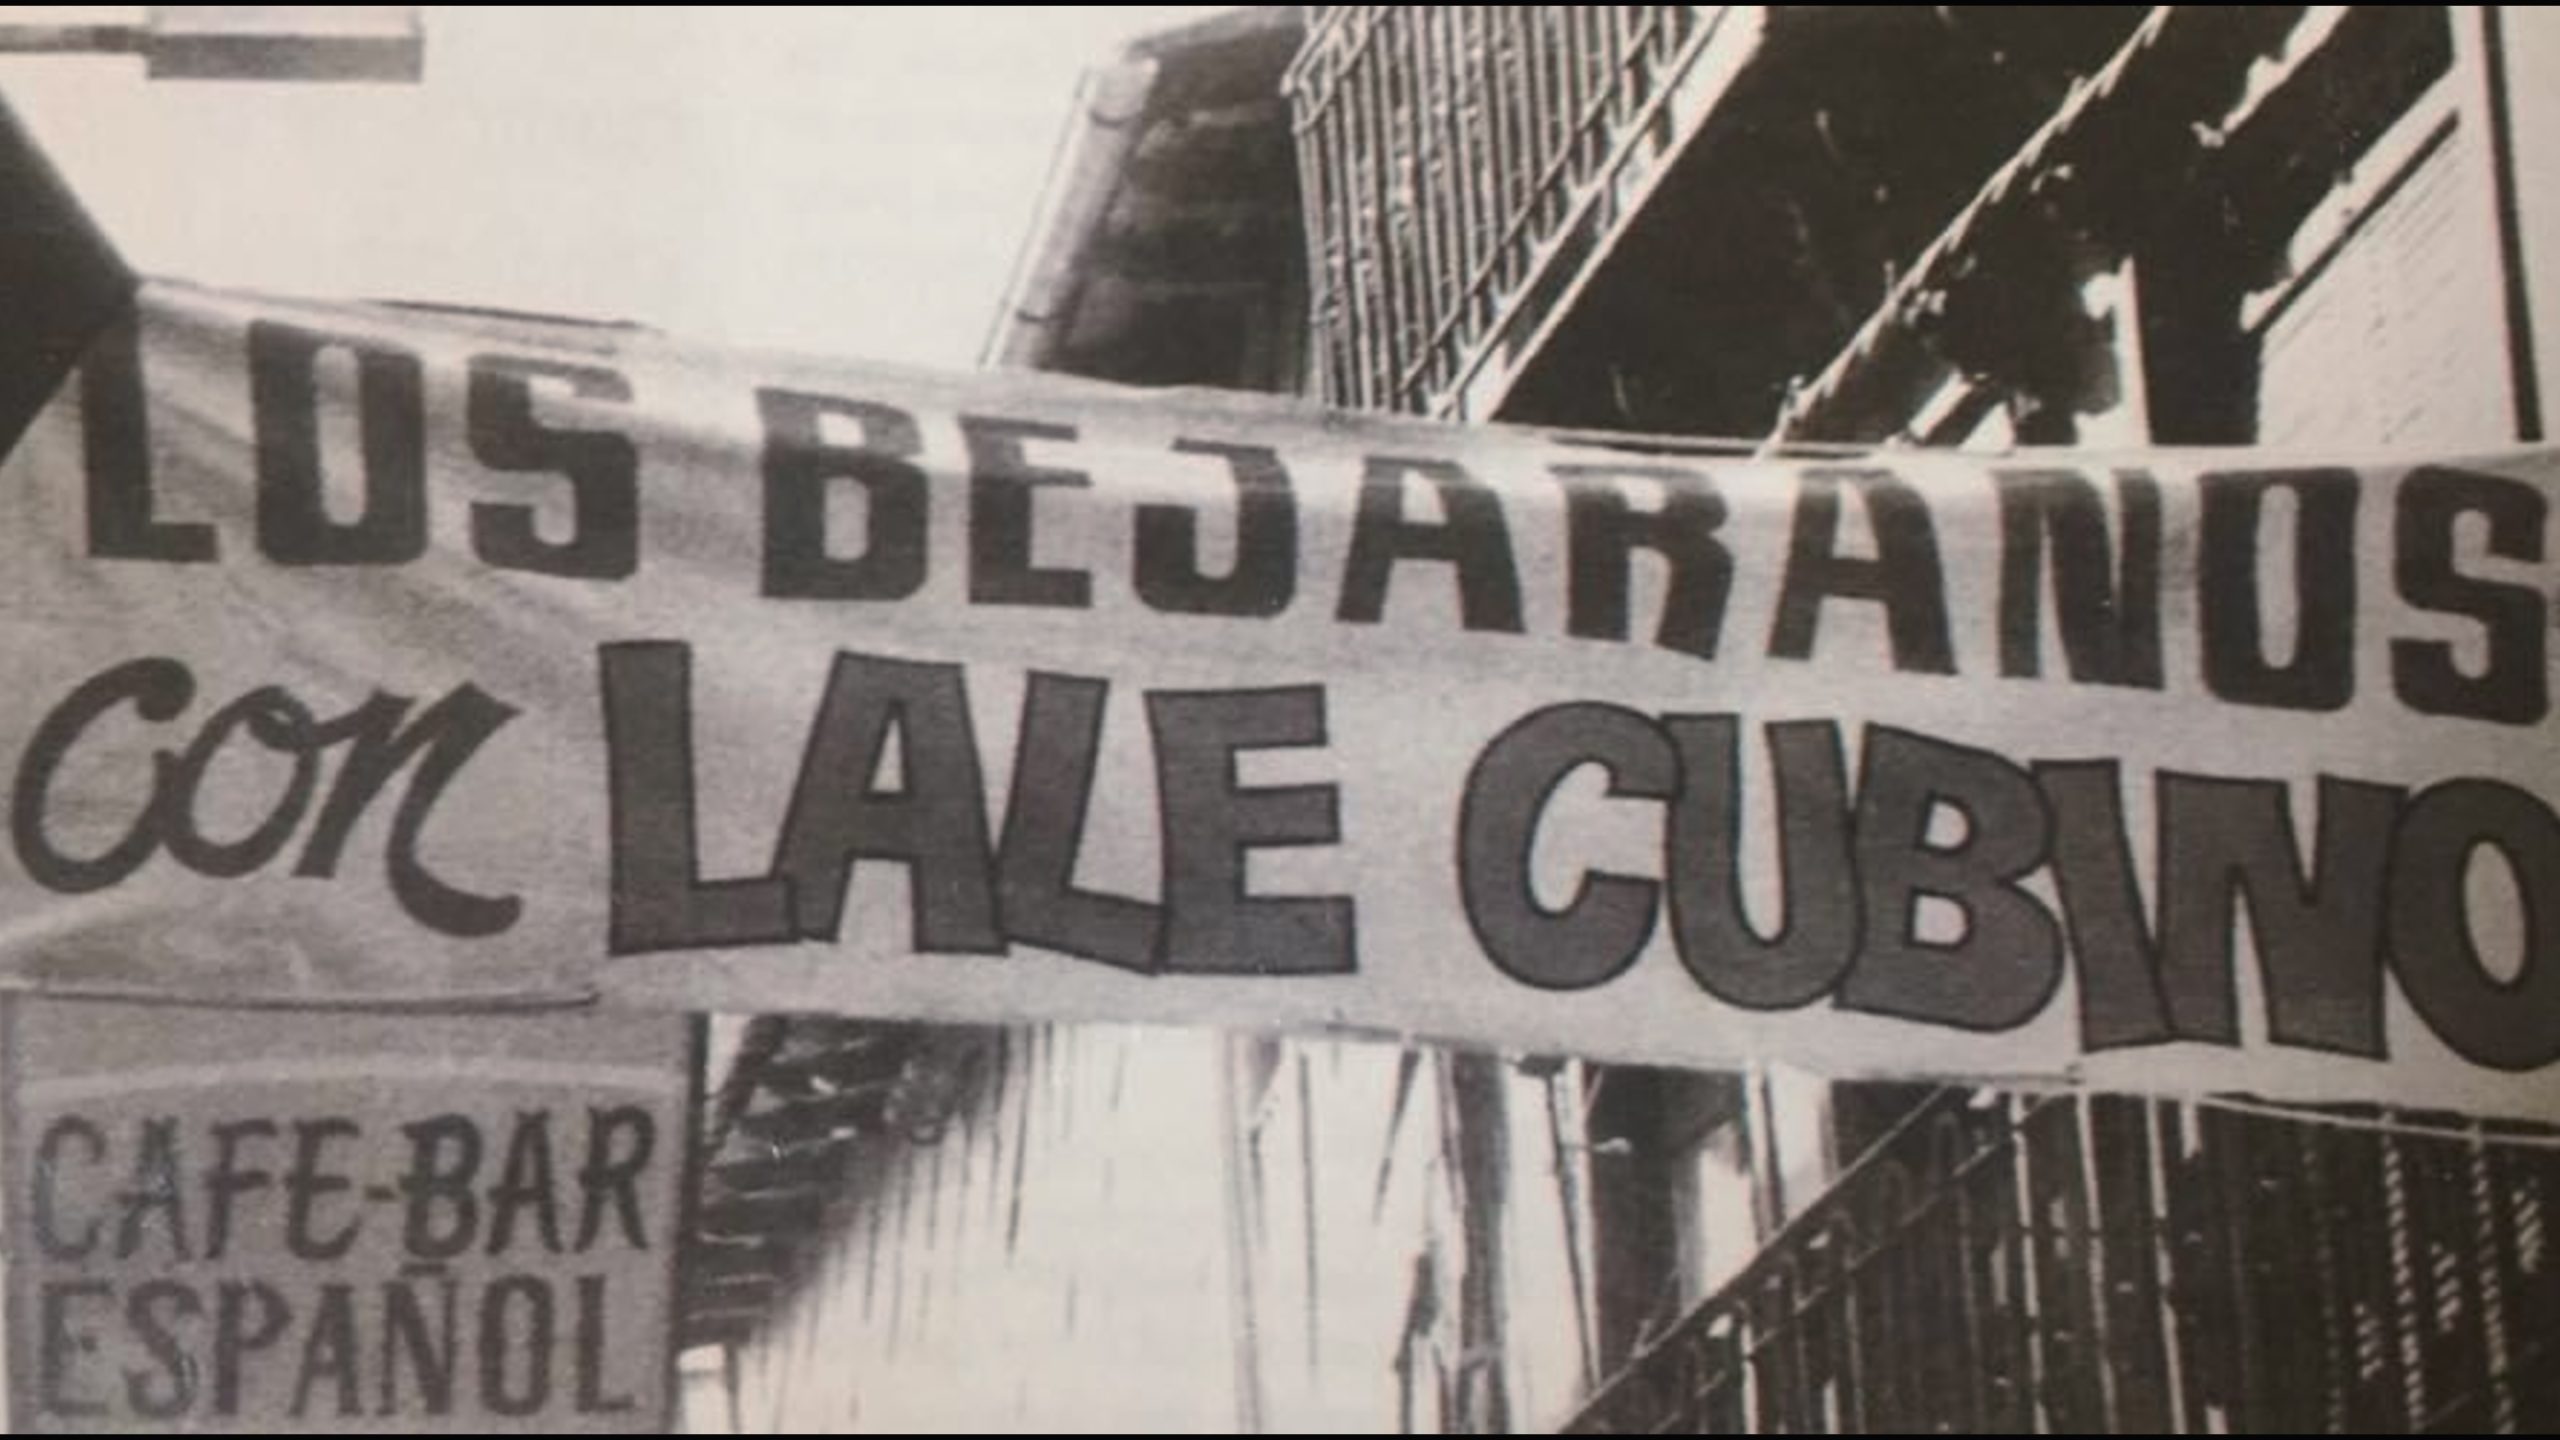 LOS BEJARANOS
con LALE CUBINO
CAFE-BAR
ESPAÑOL